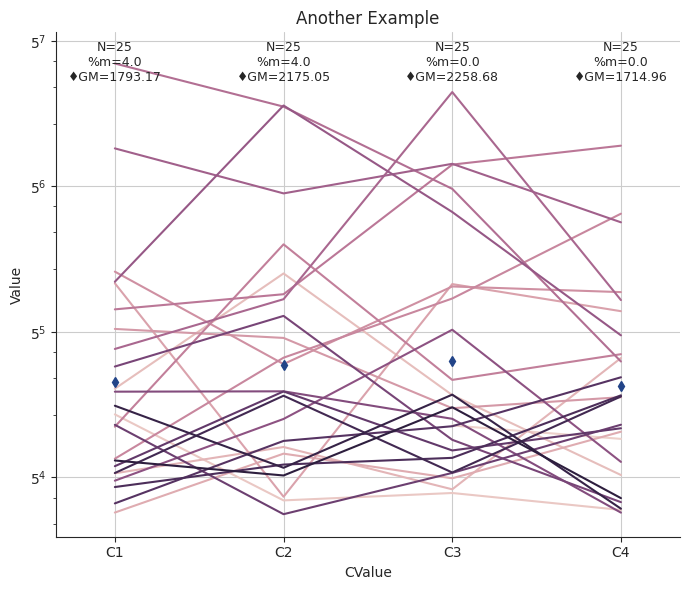 Another Example
N=25
%m=4.0
♦GM=1793.17
N=25
%m=4.0
♦GM=2175.05
N=25
%m=0.0
♦GM=2258.68
N=25
%m=0.0
♦GM=1714.96
5⁷
5⁶
5⁵
5⁴
Value
C1 C2 C3 C4
CValue